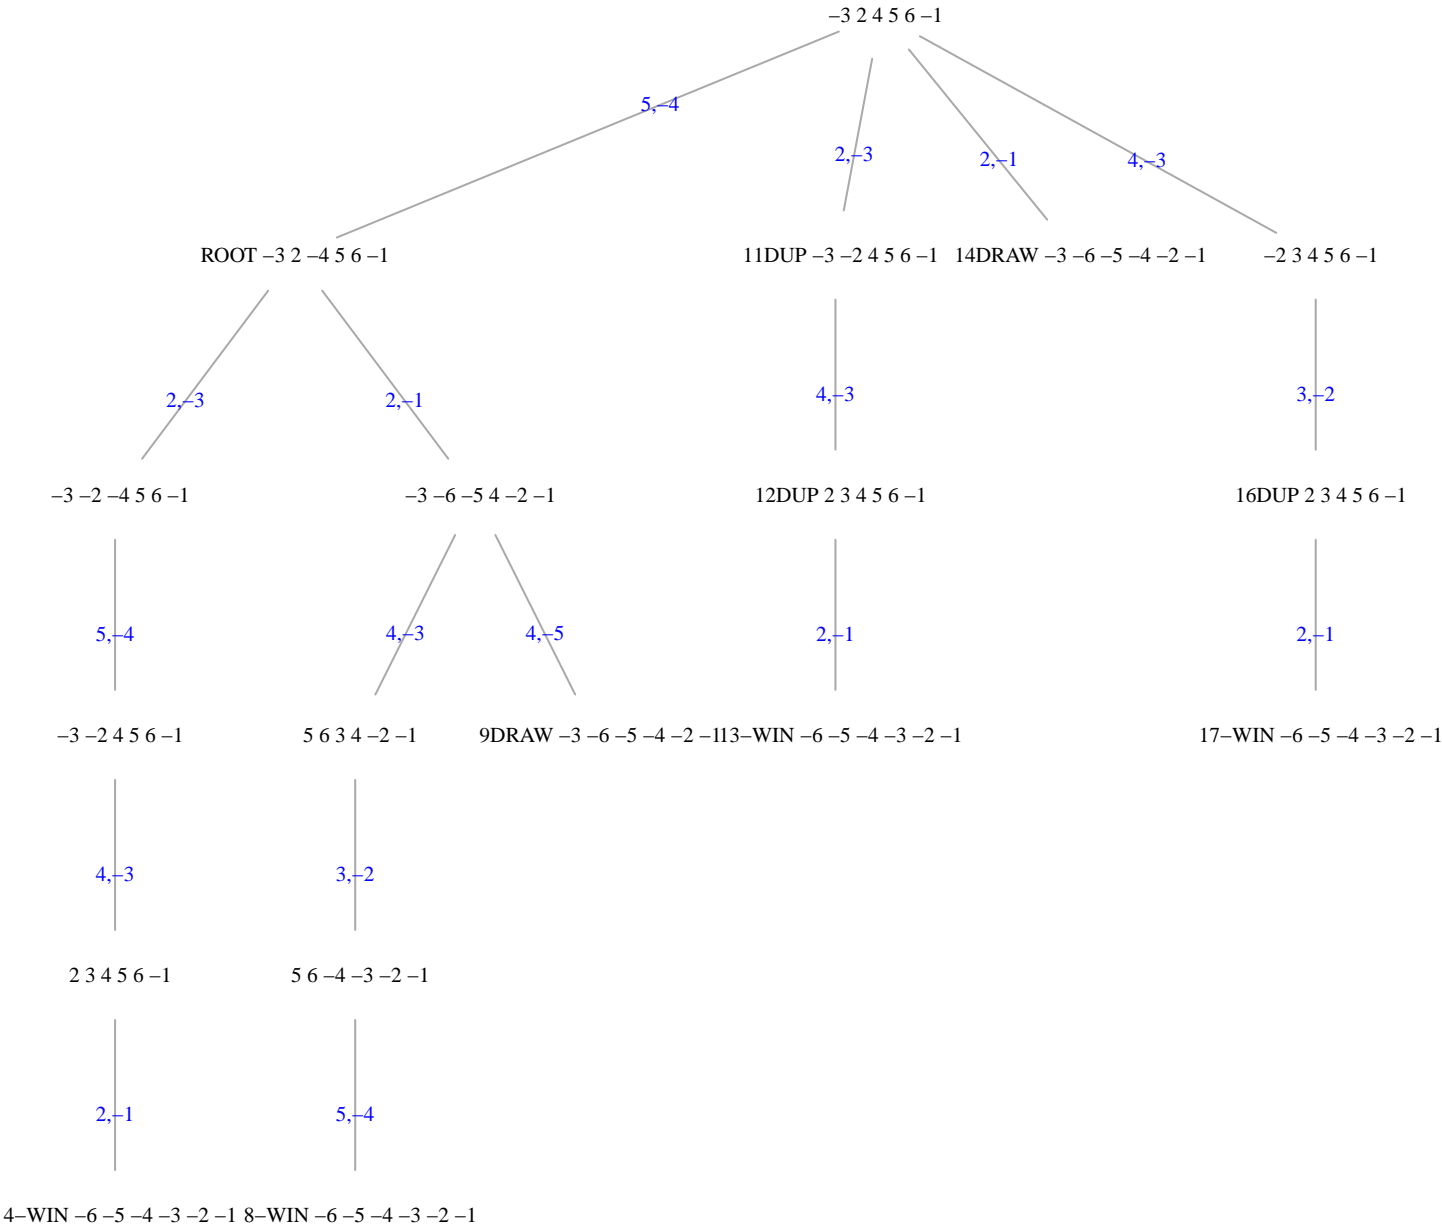 –3 2 4 5 6 –1
5,–4
2,–3
2,–1
4,–3
ROOT –3 2 –4 5 6 –1
11DUP –3 –2 4 5 6 –1
14DRAW –3 –6 –5 –4 –2 –1
–2 3 4 5 6 –1
2,–3
2,–1
4,–3
3,–2
–3 –2 –4 5 6 –1
–3 –6 –5 4 –2 –1
12DUP 2 3 4 5 6 –1
16DUP 2 3 4 5 6 –1
5,–4
4,–3
4,–5
2,–1
2,–1
–3 –2 4 5 6 –1
5 6 3 4 –2 –1
9DRAW –3 –6 –5 –4 –2 –1
13–WIN –6 –5 –4 –3 –2 –1
17–WIN –6 –5 –4 –3 –2 –1
4,–3
3,–2
2 3 4 5 6 –1
5 6 –4 –3 –2 –1
2,–1
5,–4
4–WIN –6 –5 –4 –3 –2 –1
8–WIN –6 –5 –4 –3 –2 –1